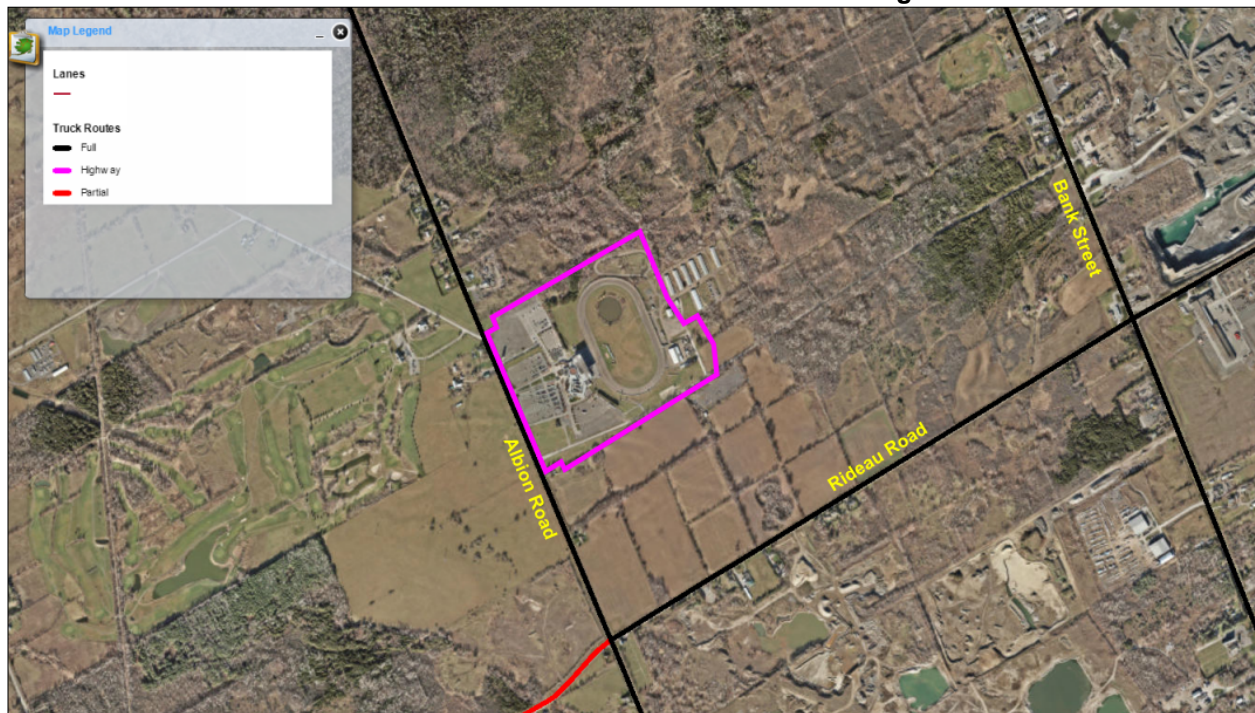 Map Legend
Lanes
Truck Routes
Full
Highway
Partial
Bank Street
Rideau Road
Albion Road